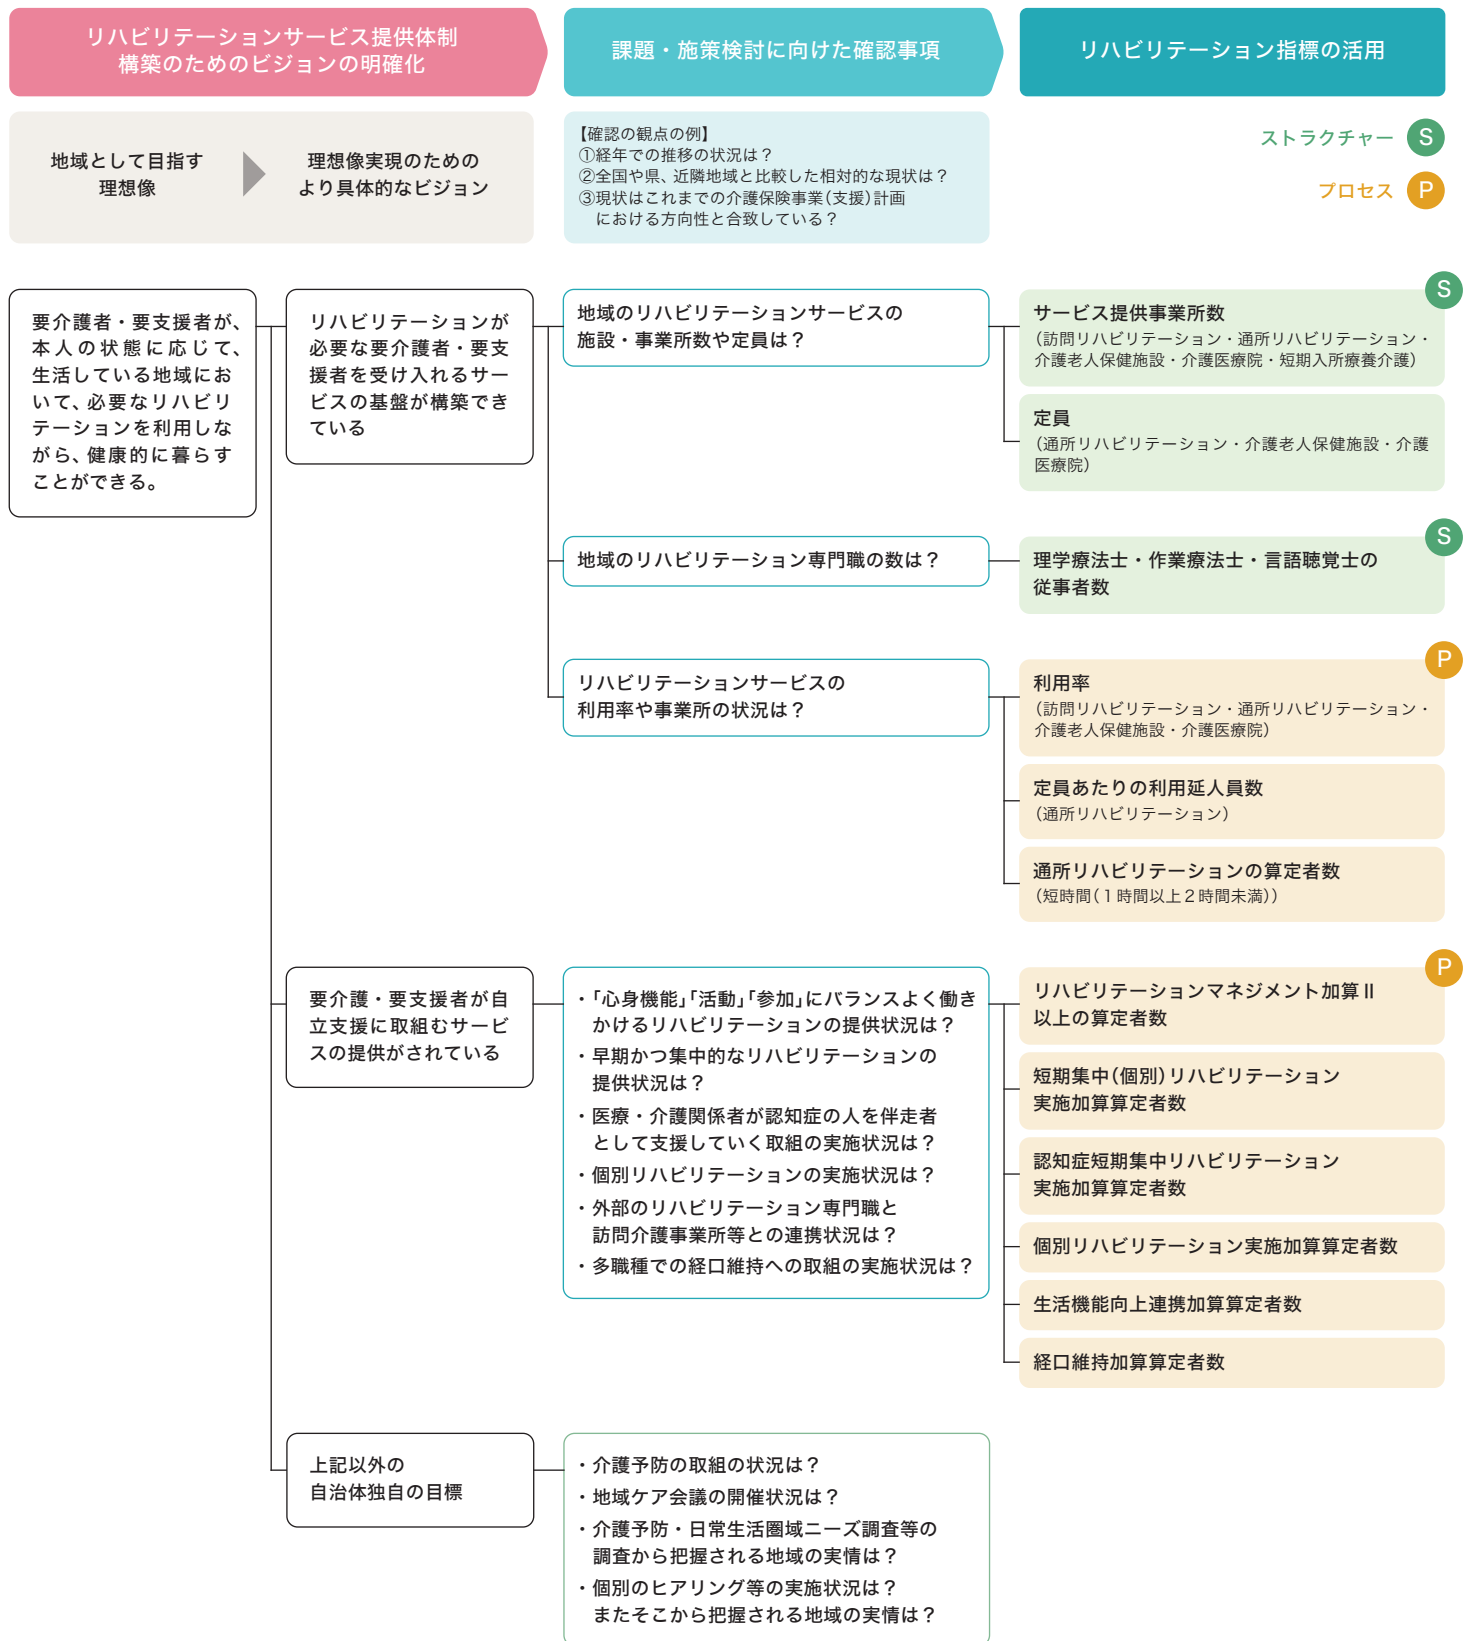 リハビリテーションサービス提供体制
構築のためのビジョンの明確化
課題・施策検討に向けた確認事項
リハビリテーション指標の活用
地域として目指す
理想像
理想像実現のための
より具体的なビジョン
【確認の観点の例】
①経年での推移の状況は？
②全国や県、近隣地域と比較した相対的な現状は？
③現状はこれまでの介護保険事業（支援）計画
における方向性と合致している？
ストラクチャー S
プロセス P
要介護者・要支援者が、
本人の状態に応じて、
生活している地域にお
いて、必要なリハビリ
テーションを利用しな
がら、健康的に暮らす
ことができる。
リハビリテーションが
必要な要介護者・要支
援者を受け入れるサー
ビスの基盤が構築でき
ている
地域のリハビリテーションサービスの
施設・事業所数や定員は？
S
サービス提供事業所数
（訪問リハビリテーション・通所リハビリテーション・
介護老人保健施設・介護医療院・短期入所療養介護）
定員
（通所リハビリテーション・介護老人保健施設・介護
医療院）
地域のリハビリテーション専門職の数は？
S
理学療法士・作業療法士・言語聴覚士の
従事者数
リハビリテーションサービスの
利用率や事業所の状況は？
P
利用率
（訪問リハビリテーション・通所リハビリテーション・
介護老人保健施設・介護医療院）
定員あたりの利用延人員数
（通所リハビリテーション）
通所リハビリテーションの算定者数
（短時間（１時間以上２時間未満））
要介護・要支援者が自
立支援に取組むサービ
スの提供がされている
・「心身機能」「活動」「参加」にバランスよく働き
かけるリハビリテーションの提供状況は？
・早期かつ集中的なリハビリテーションの
提供状況は？
・医療・介護関係者が認知症の人を伴走者
として支援していく取組の実施状況は？
・個別リハビリテーションの実施状況は？
・外部のリハビリテーション専門職と
訪問介護事業所等との連携状況は？
・多職種での経口維持への取組の実施状況は？
P
リハビリテーションマネジメント加算Ⅱ
以上の算定者数
短期集中（個別）リハビリテーション
実施加算算定者数
認知症短期集中リハビリテーション
実施加算算定者数
個別リハビリテーション実施加算算定者数
生活機能向上連携加算算定者数
経口維持加算算定者数
上記以外の
自治体独自の目標
・介護予防の取組の状況は？
・地域ケア会議の開催状況は？
・介護予防・日常生活圏域ニーズ調査等の
調査から把握される地域の実情は？
・個別のヒアリング等の実施状況は？
またそこから把握される地域の実情は？